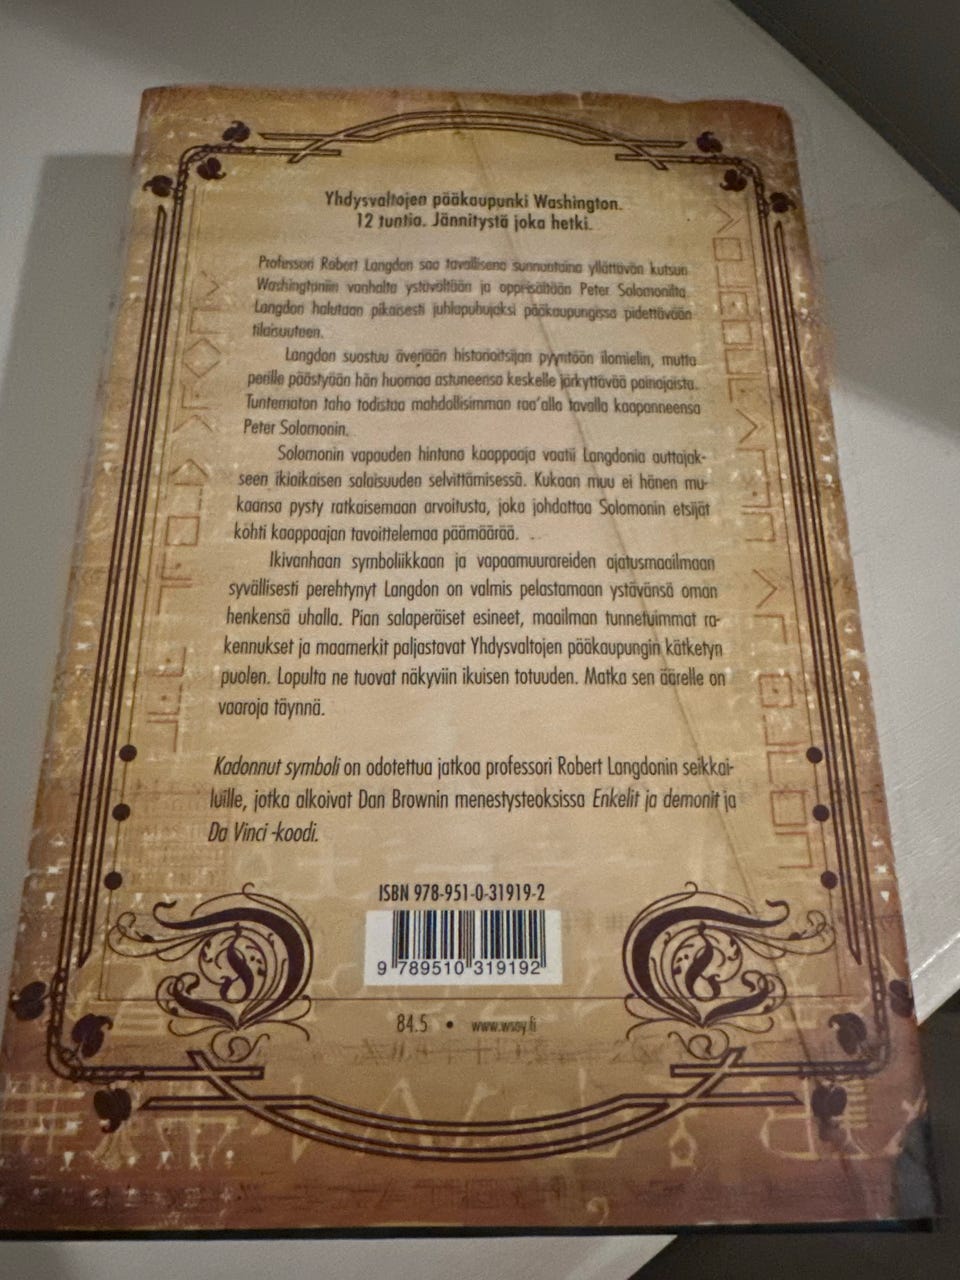 Yhdysvaltojen pääkaupunki Washington.
12 tuntia. Jännitystä joka hetki.
Professori Robert Langdon saa tavallisena sunnuntaina yllättävän kutsun
Washingtoniin vanhalta ystävältään ja oppi-isältään Peter Solomonilta.
Langdon halutaan pikaisesti juhlapuhujaksi pääkaupungissa pidettävään
tilaisuuteen.
Langdon suostuu äveriään historioitsijan pyyntöön ilomielin, mutta
perille päästyään hän huomaa astuneensa keskelle järkyttävää painajaista.
Tuntematon taho todistaa mahdollisimman raa'alla tavalla kaapanneensa
Peter Solomonin.
Solomonin vapauden hintana kaappaaja vaatii Langdonia auttajak-
seen ikiaikaisen salaisuuden selvittämisessä. Kukaan muu ei hänen mu-
kaansa pysty ratkaisemaan arvoitusta, joka johdattaa Solomonin etsijät
kohti kaappaajan tavoittelemaa päämäärää.
Ikivanhaan symboliikkaan ja vapaamuurareiden ajatusmaailmaan
syvällisesti perehtynyt Langdon on valmis pelastamaan ystävänsä oman
henkensä uhalla. Pian salaperäiset esineet, maailman tunnetuimmat ra-
kennukset ja maamerkit paljastavat Yhdysvaltojen pääkaupungin kätketyn
puolen. Lopulta ne tuovat näkyviin ikuisen totuuden. Matka sen äärelle on
vaaroja täynnä.
Kadonnut symboli on odotettua jatkoa professori Robert Langdonin seikkai-
luille, jotka alkoivat Dan Brownin menestysteoksissa Enkelit ja demonit ja
Da Vinci -koodi.
ISBN 978-951-0-31919-2
9 789510 319192
84.5 • www.wsoy.fi